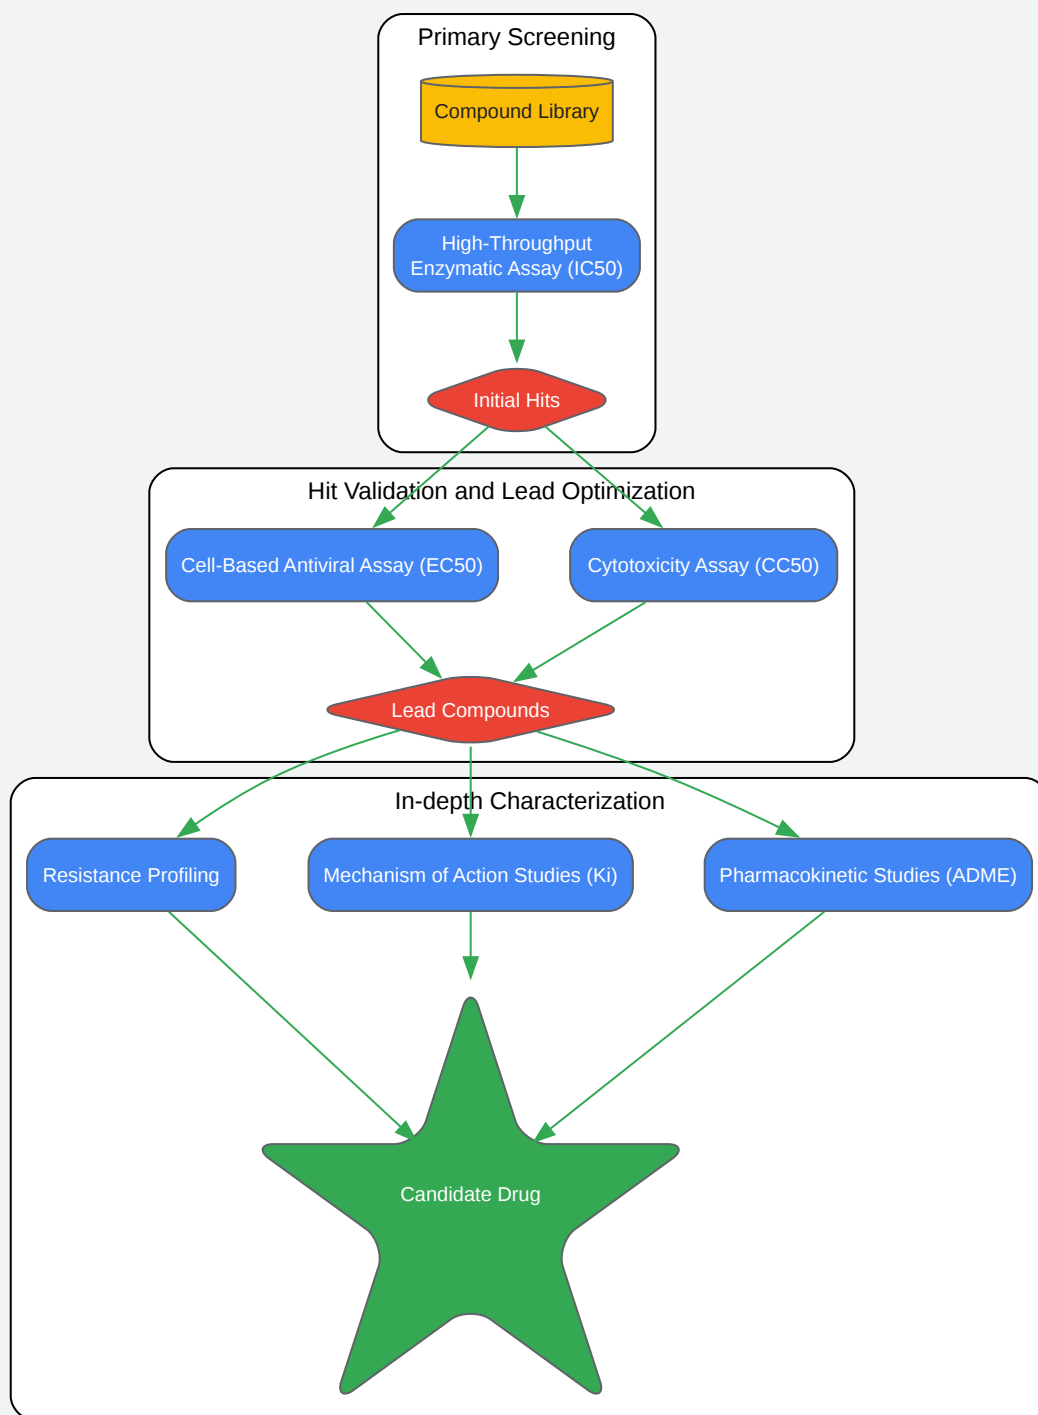 Primary Screening
Compound Library
High-Throughput
Enzymatic Assay (IC50)
Initial Hits
Hit Validation and Lead Optimization
Cell-Based Antiviral Assay (EC50)
Cytotoxicity Assay (CC50)
Lead Compounds
In-depth Characterization
Resistance Profiling
Mechanism of Action Studies (Ki)
Pharmacokinetic Studies (ADME)
Candidate Drug